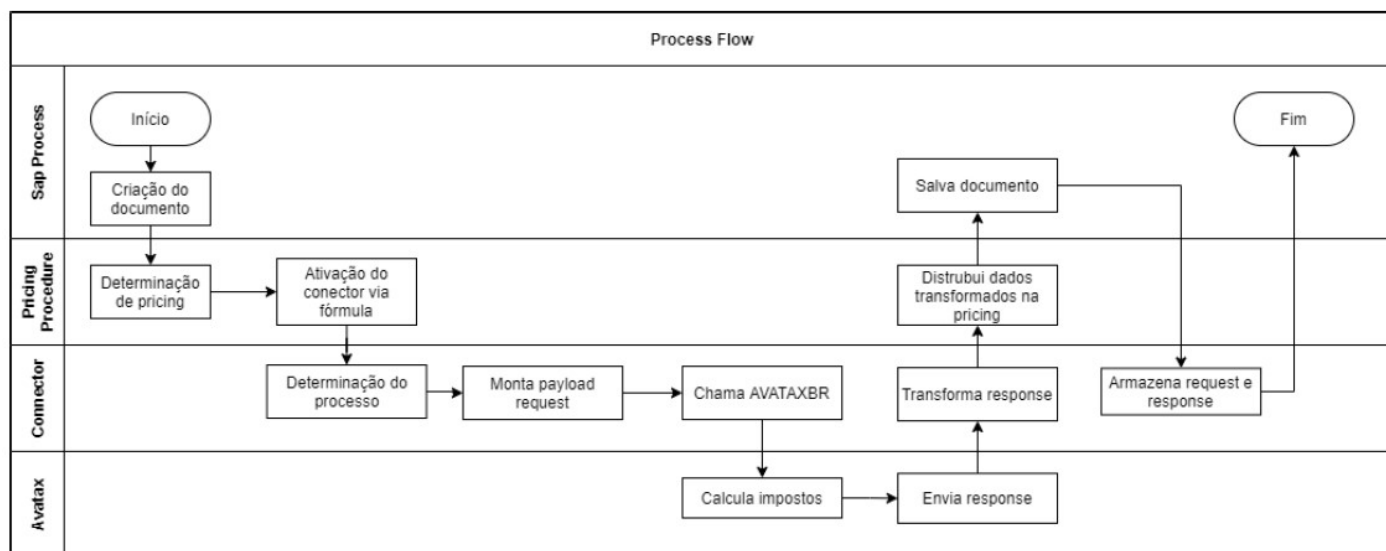 Process Flow
Sap Process
Início
Fim
Criação do
documento
Salva documento
Pricing
Procedure
Determinação
de pricing
Ativação do
conector via
fórmula
Distrubui dados
transformados na
pricing
Connector
Determinação do
processo
Monta payload
request
Chama AVATAXBR
Transforma response
Armazena request e
response
Avatax
Calcula impostos
Envia response